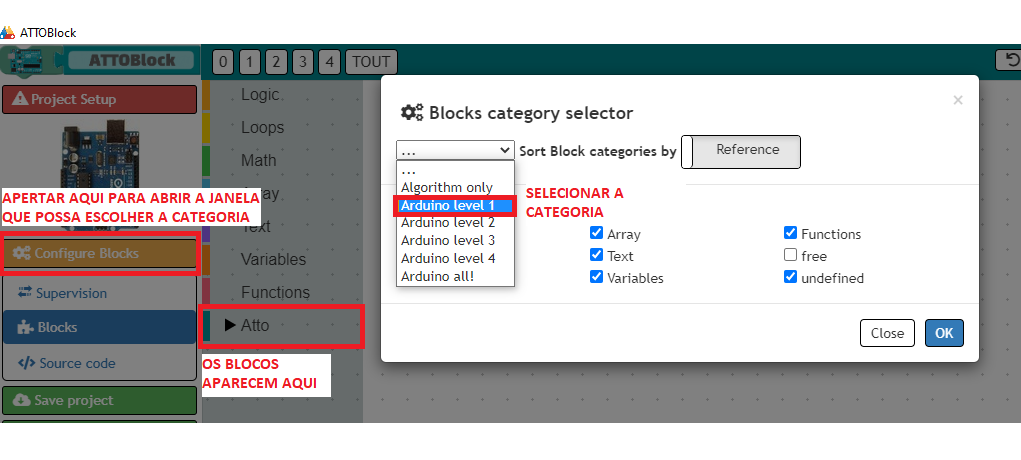 ATTOBlock
ATTOBlock
0 1 2 3 4 TOUT
Project Setup
APERTAR AQUI PARA ABRIR A JANELA
QUE POSSA ESCOLHER A CATEGORIA
Configure Blocks
Supervision
Blocks
Source code
Save project
Logic
Loops
Math
ay
Text
Variables
Functions
Atto
OS BLOCOS
APARECEM AQUI
Blocks category selector
×
... Sort Block categories by Reference
...
Algorithm only
Arduino level 1
Arduino level 2
Arduino level 3
Arduino level 4
Arduino all!
SELECIONAR A
CATEGORIA
Array
Text
Variables
Functions
free
undefined
Close OK